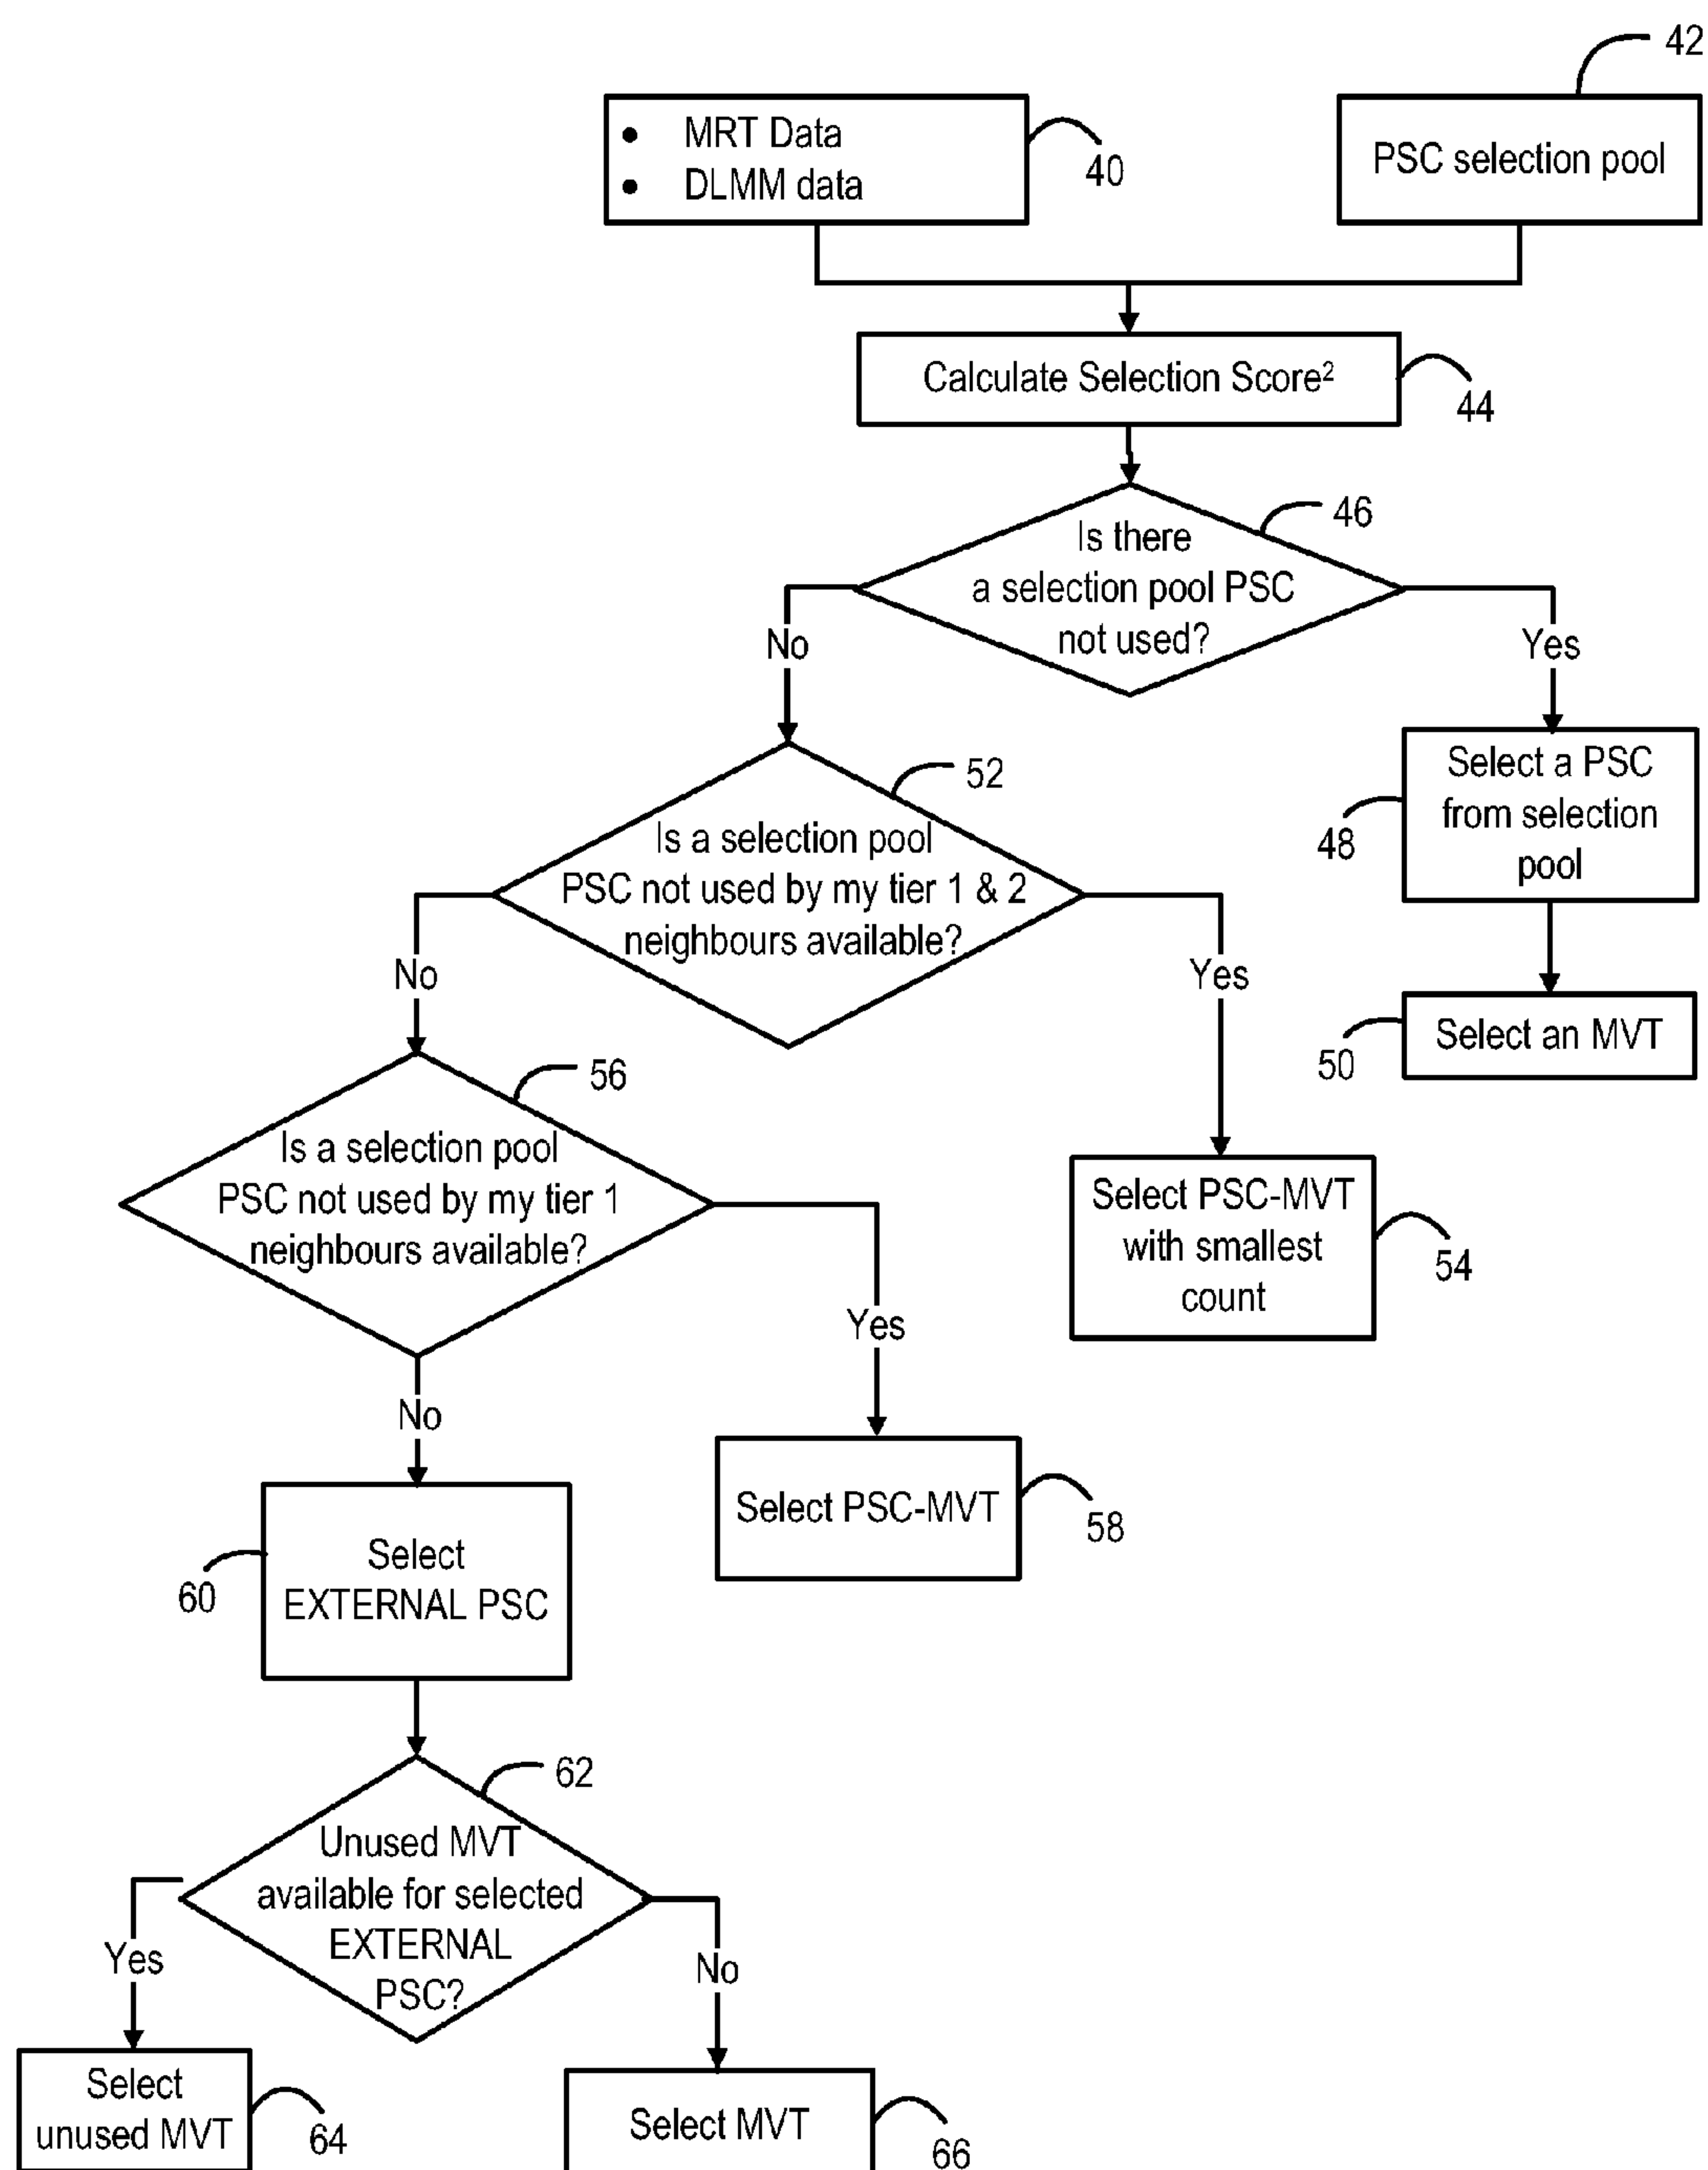 42
• MRT Data
• DLMM data
40
PSC selection pool
Calculate Selection Score²
44
46
Is there
a selection pool PSC
not used?
No
Yes
52
Select a PSC
from selection
pool
48
Is a selection pool
PSC not used by my tier 1 & 2
neighbours available?
No
Yes
Select an MVT
50
56
Is a selection pool
PSC not used by my tier 1
neighbours available?
Select PSC-MVT
with smallest
count
54
Yes
No
Select PSC-MVT
58
Select
EXTERNAL PSC
60
62
Unused MVT
available for selected
EXTERNAL
PSC?
Yes
No
Select
unused MVT
64
Select MVT
66